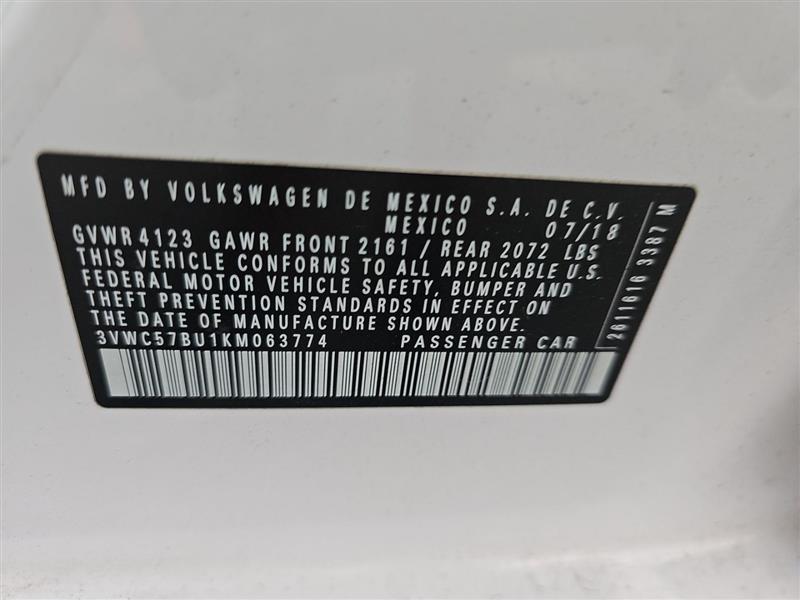 MFD BY VOLKSWAGEN DE MEXICO S.A. DE C.V.
MEXICO 07/18
GVWR 4123 GAWR FRONT 2161 / REAR 2072 LBS
THIS VEHICLE CONFORMS TO ALL APPLICABLE U.S.
FEDERAL MOTOR VEHICLE SAFETY, BUMPER AND
THEFT PREVENTION STANDARDS IN EFFECT ON
THE DATE OF MANUFACTURE SHOWN ABOVE.
3VWC57BU1KM063774 PASSENGER CAR
2611616 3387 M